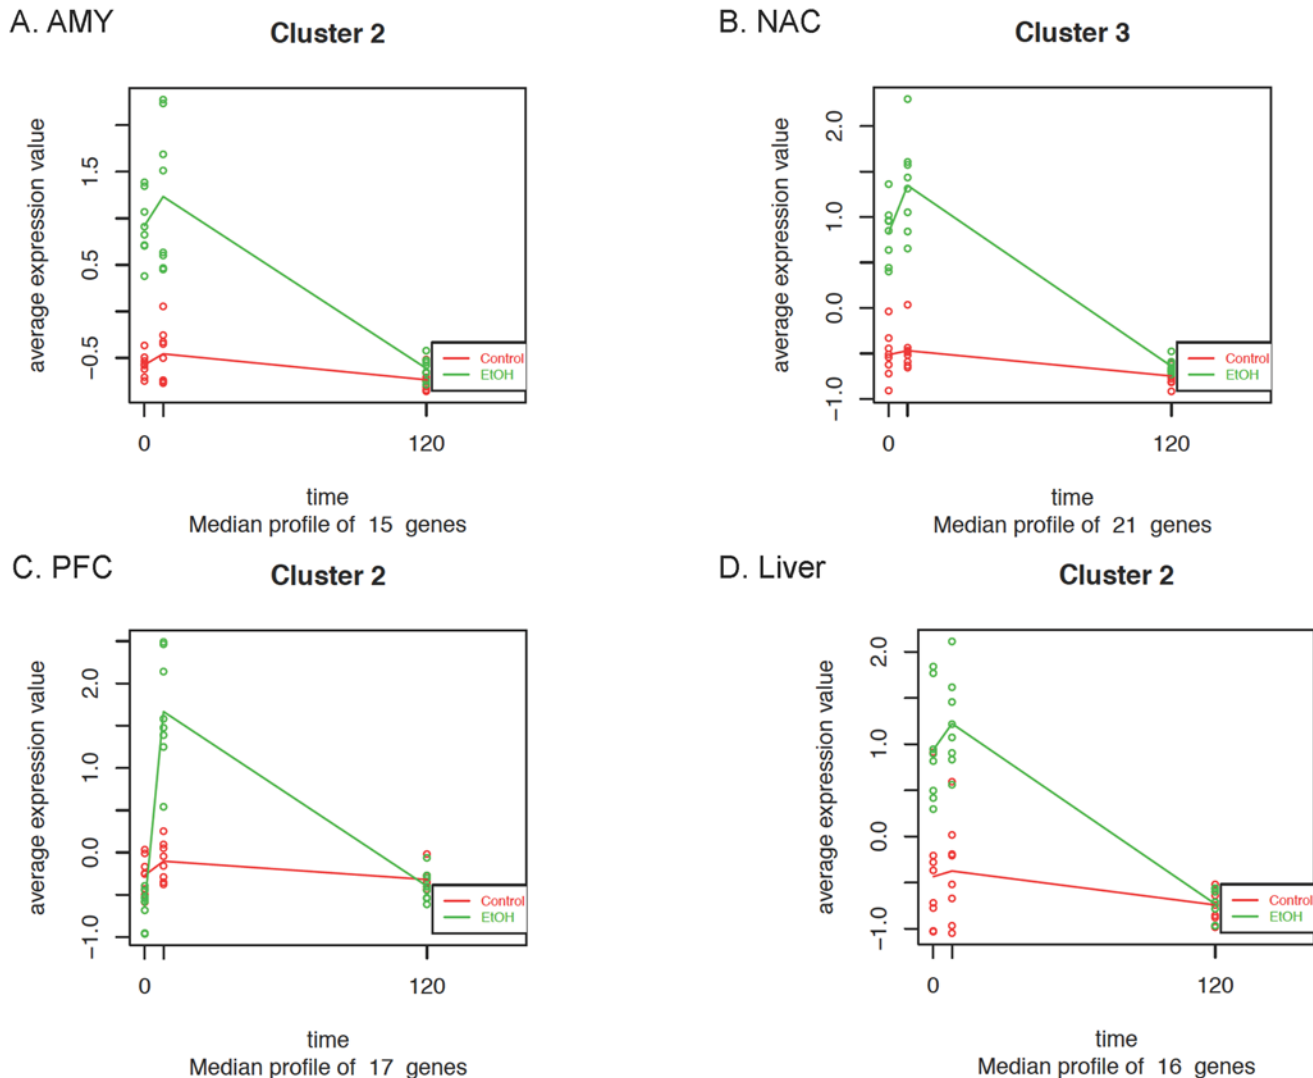 A. AMY
Cluster 2
average expression value
1.5
0.5
−0.5
0
120
Control
EtOH
time
Median profile of 15 genes
B. NAC
Cluster 3
average expression value
2.0
1.0
0.0
−1.0
0
120
Control
EtOH
time
Median profile of 21 genes
C. PFC
Cluster 2
average expression value
2.0
1.0
0.0
−1.0
0
120
Control
EtOH
time
Median profile of 17 genes
D. Liver
Cluster 2
average expression value
2.0
1.0
0.0
−1.0
0
120
Control
EtOH
time
Median profile of 16 genes